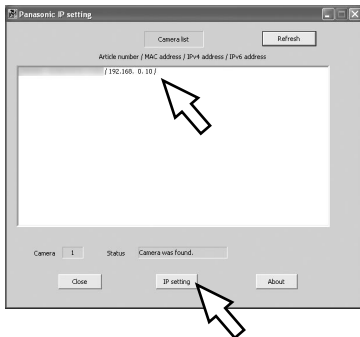 Panasonic IP setting
Camera list
Refresh
Article number / MAC address / IPv4 address / IPv6 address
/ 192.168. 0. 10 /
Camera 1 Status Camera was found.
Close IP setting About